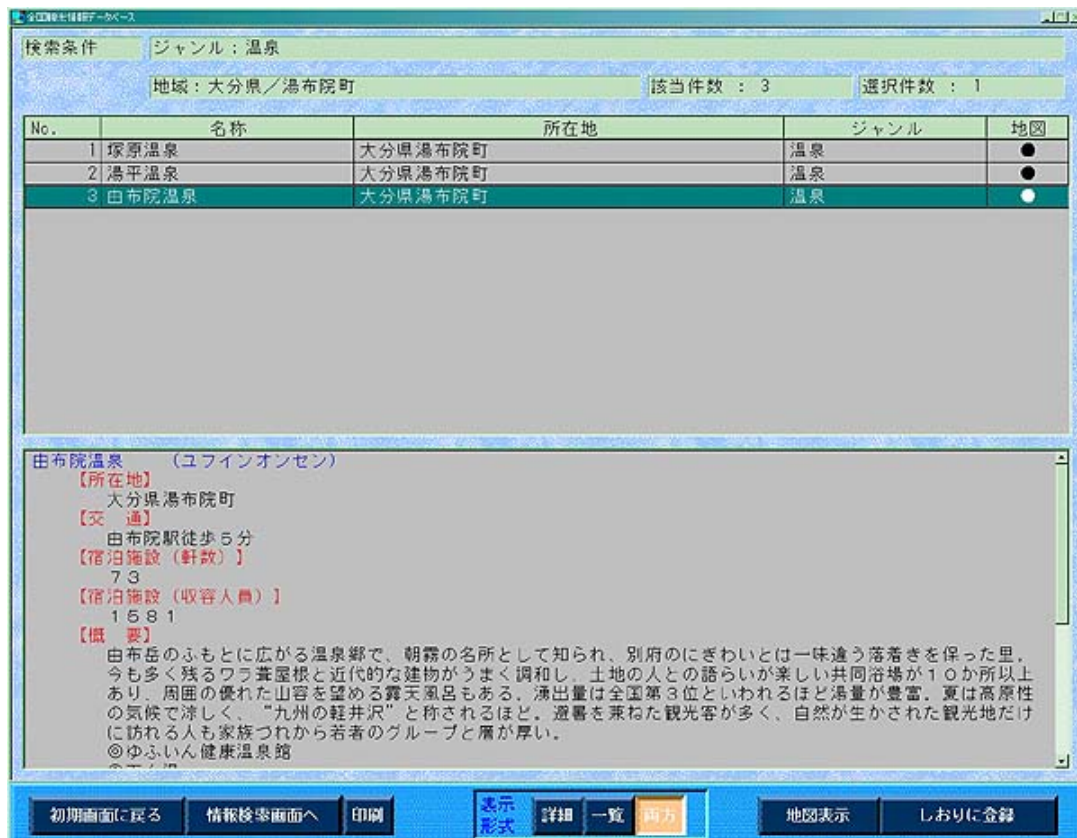 全国観光情報データベース
検索条件 ジャンル：温泉
地域：大分県／湯布院町 該当件数 ： 3 選択件数 ： 1
No. 名称 所在地 ジャンル 地図
1 塚原温泉 大分県湯布院町 温泉 ●
2 湯平温泉 大分県湯布院町 温泉 ●
3 由布院温泉 大分県湯布院町 温泉 ●
由布院温泉 （ユフインオンセン）
【所在地】
大分県湯布院町
【交　通】
由布院駅徒歩５分
【宿泊施設（軒数）】
７３
【宿泊施設（収容人員）】
１５８１
【概　要】
由布岳のふもとに広がる温泉郷で、朝霧の名所として知られ、別府のにぎわいとは一味違う落着きを保った里。
今も多く残るワラ葺屋根と近代的な建物がうまく調和し、土地の人との語らいが楽しい共同浴場が１０か所以上
あり、周囲の優れた山容を望める露天風呂もある。湧出量は全国第３位といわれるほど湯量が豊富。夏は高原性
の気候で涼しく、“九州の軽井沢”と称されるほど。避暑を兼ねた観光客が多く、自然が生かされた観光地だけ
に訪れる人も家族づれから若者のグループと層が厚い。
◎ゆふいん健康温泉館
初期画面に戻る 情報検索画面へ 印刷 表示 詳細 一覧 両方 地図表示 しおりに登録
形式